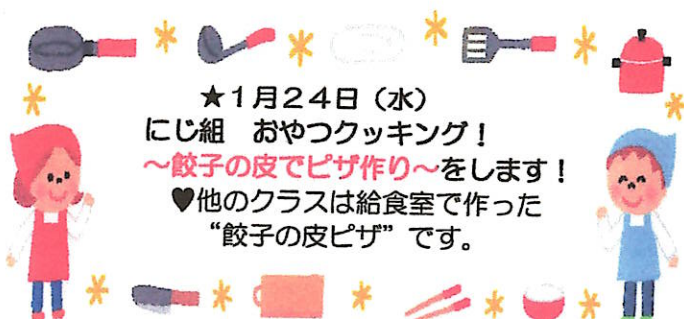 ★1月24日（水）
にじ組　おやつクッキング！
～餃子の皮でピザ作り～をします！
♥他のクラスは給食室で作った
“餃子の皮ピザ”です。